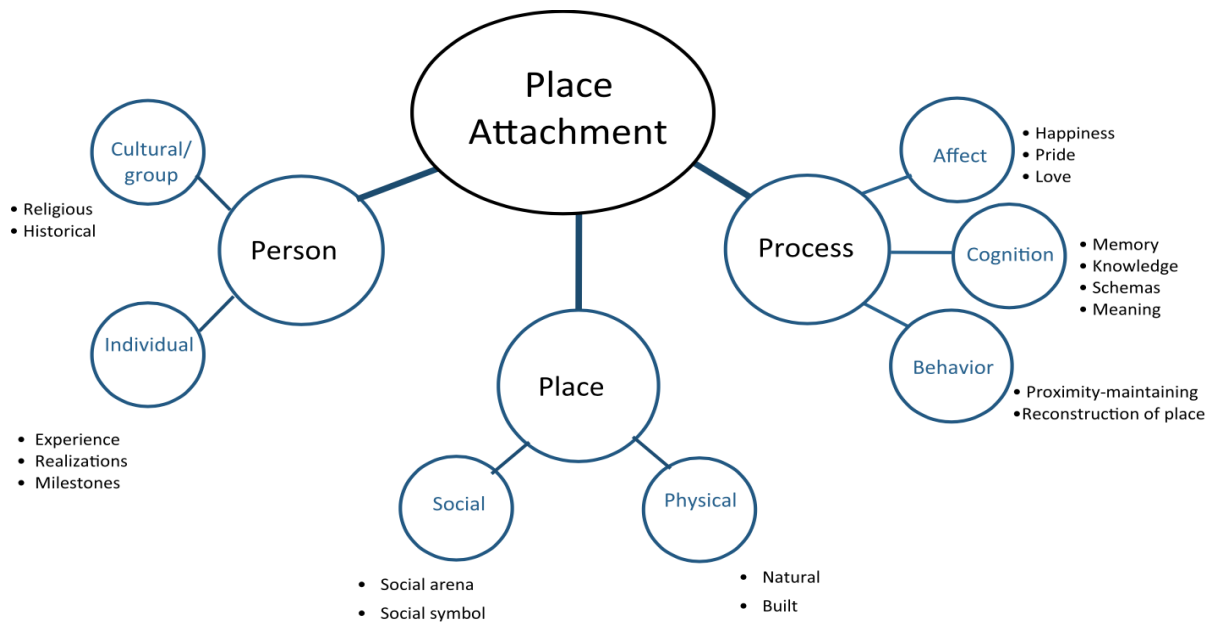 Place
Attachment
Cultural/
group
• Religious
• Historical
Person
Individual
• Experience
• Realizations
• Milestones
Place
Social
• Social arena
• Social symbol
Physical
• Natural
• Built
Process
Affect
• Happiness
• Pride
• Love
Cognition
• Memory
• Knowledge
• Schemas
• Meaning
Behavior
• Proximity-maintaining
•Reconstruction of place